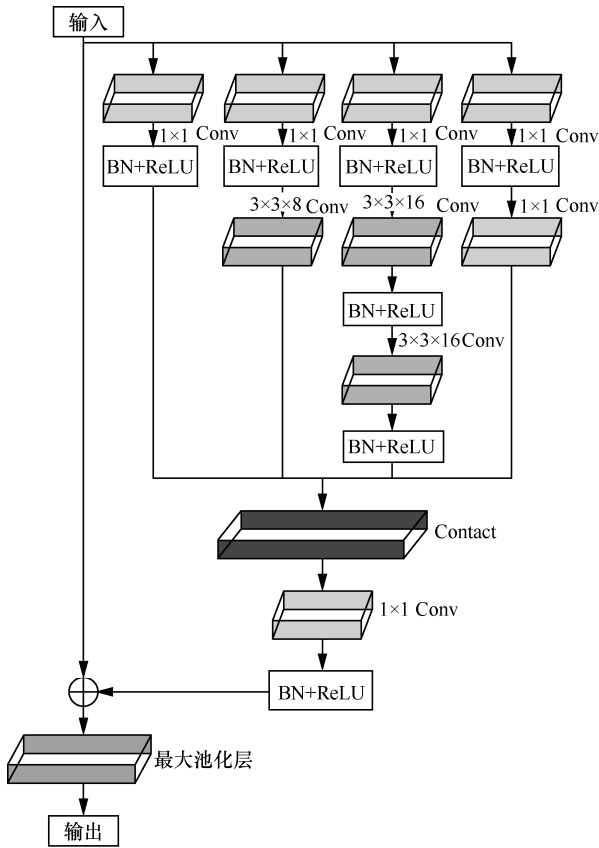 输入
1×1 Conv 1×1 Conv 1×1 Conv 1×1 Conv
BN+ReLU BN+ReLU BN+ReLU BN+ReLU
3×3×8 Conv 3×3×16 Conv 1×1 Conv
BN+ReLU
3×3×16 Conv
BN+ReLU
Contact
1×1 Conv
BN+ReLU
最大池化层
输出